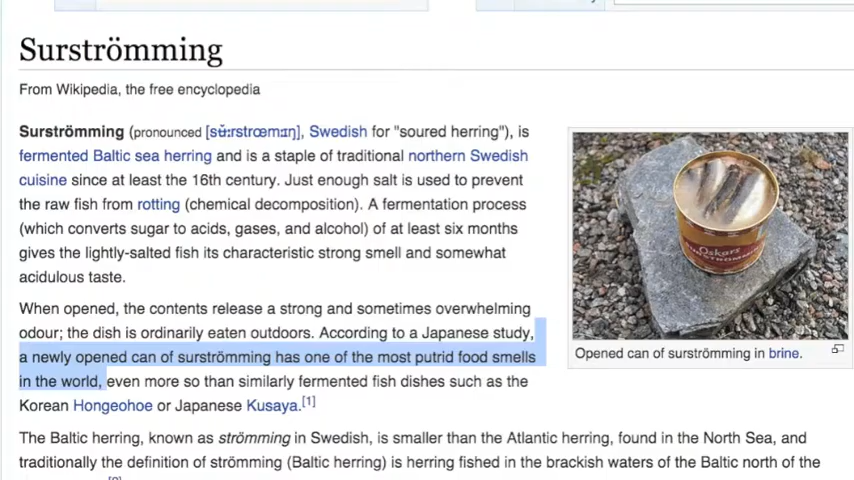 Surströmming
From Wikipedia, the free encyclopedia
Surströmming (pronounced [sʉ̌ːrstrœmːɪŋ], Swedish for "soured herring"), is
fermented Baltic sea herring and is a staple of traditional northern Swedish
cuisine since at least the 16th century. Just enough salt is used to prevent
the raw fish from rotting (chemical decomposition). A fermentation process
(which converts sugar to acids, gases, and alcohol) of at least six months
gives the lightly-salted fish its characteristic strong smell and somewhat
acidulous taste.
Oskars
SURSTRÖMMING
Opened can of surströmming in brine.
When opened, the contents release a strong and sometimes overwhelming
odour; the dish is ordinarily eaten outdoors. According to a Japanese study,
a newly opened can of surströmming has one of the most putrid food smells
in the world, even more so than similarly fermented fish dishes such as the
Korean Hongeohoe or Japanese Kusaya.[1]
The Baltic herring, known as strömming in Swedish, is smaller than the Atlantic herring, found in the North Sea, and
traditionally the definition of strömming (Baltic herring) is herring fished in the brackish waters of the Baltic north of the